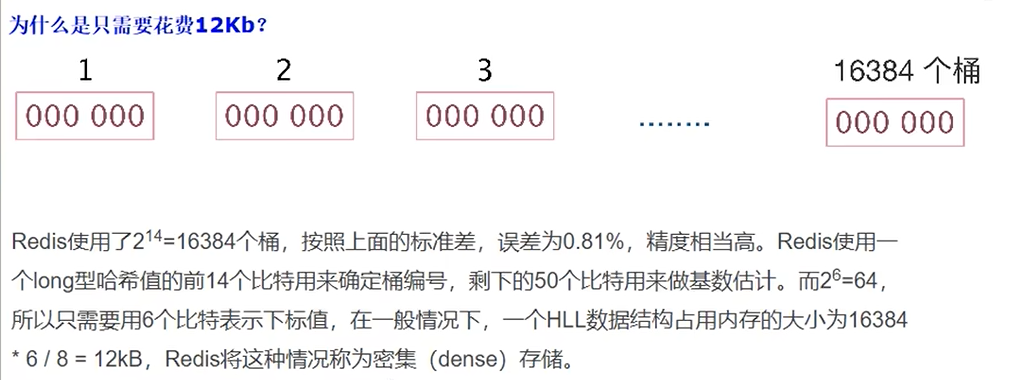 为什么是只需要花费12Kb?
1 2 3 16384 个桶
000 000 000 000 000 000 ........ 000 000
Redis使用了2¹⁴=16384个桶，按照上面的标准差，误差为0.81%，精度相当高。Redis使用一
个long型哈希值的前14个比特用来确定桶编号，剩下的50个比特用来做基数估计。而2⁶=64，
所以只需要用6个比特表示下标值，在一般情况下，一个HLL数据结构占用内存的大小为16384
* 6 / 8 = 12kB，Redis将这种情况称为密集（dense）存储。